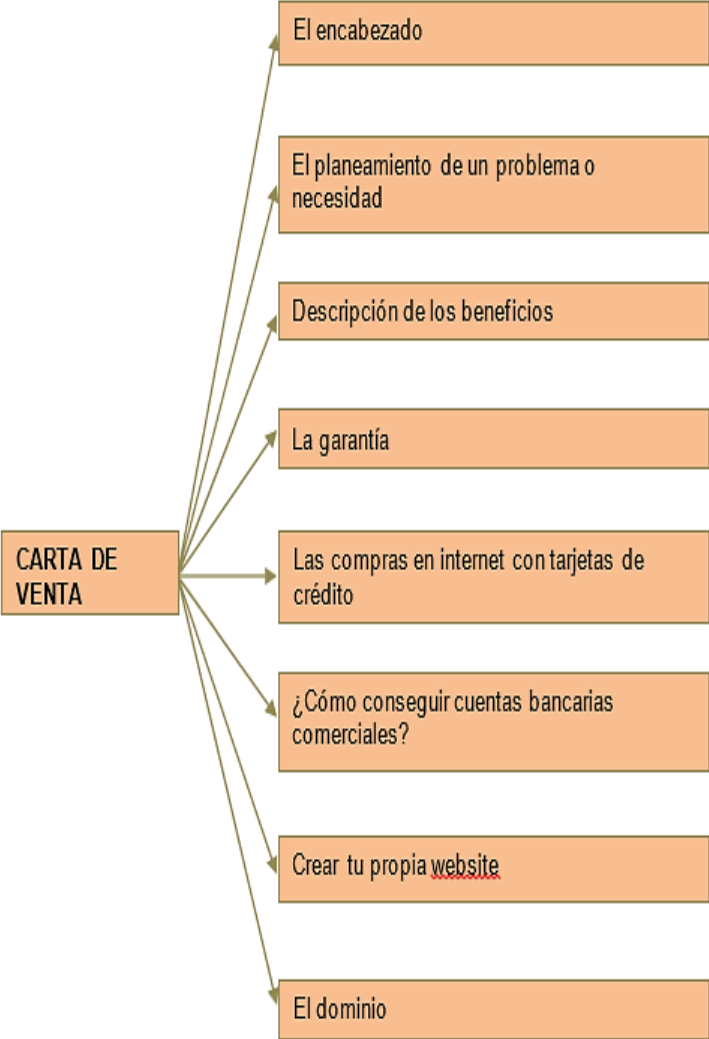 El encabezado
El planeamiento de un problema o
necesidad
Descripción de los beneficios
La garantía
CARTA DE
VENTA
Las compras en internet con tarjetas de
crédito
¿Cómo conseguir cuentas bancarias
comerciales?
Crear tu propia website
El dominio